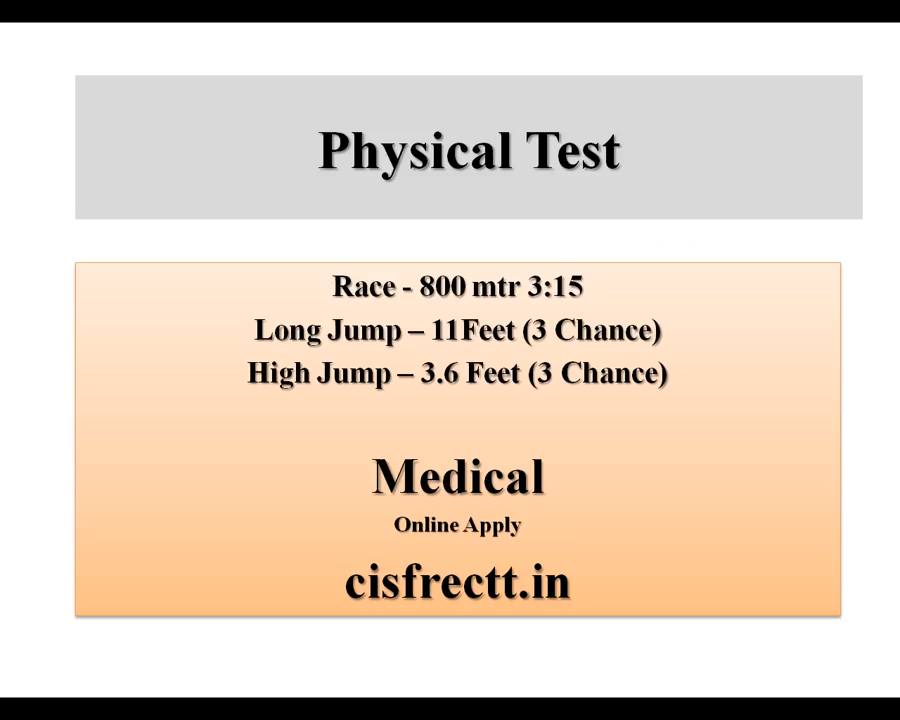 Physical Test
Race - 800 mtr 3:15
Long Jump – 11Feet (3 Chance)
High Jump – 3.6 Feet (3 Chance)
Medical
Online Apply
cisfrectt.in